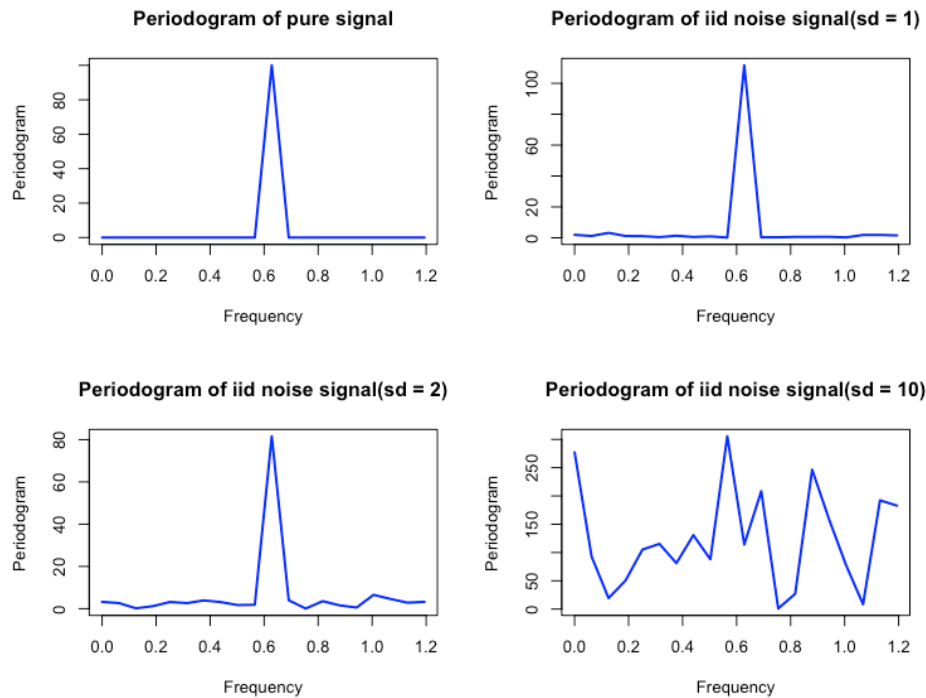 Periodogram of pure signal
Periodogram
0 20 40 60 80
0.0 0.2 0.4 0.6 0.8 1.0 1.2
Frequency
Periodogram of iid noise signal(sd = 1)
Periodogram
0 20 60 100
0.0 0.2 0.4 0.6 0.8 1.0 1.2
Frequency
Periodogram of iid noise signal(sd = 2)
Periodogram
0 20 40 60 80
0.0 0.2 0.4 0.6 0.8 1.0 1.2
Frequency
Periodogram of iid noise signal(sd = 10)
Periodogram
0 50 150 250
0.0 0.2 0.4 0.6 0.8 1.0 1.2
Frequency